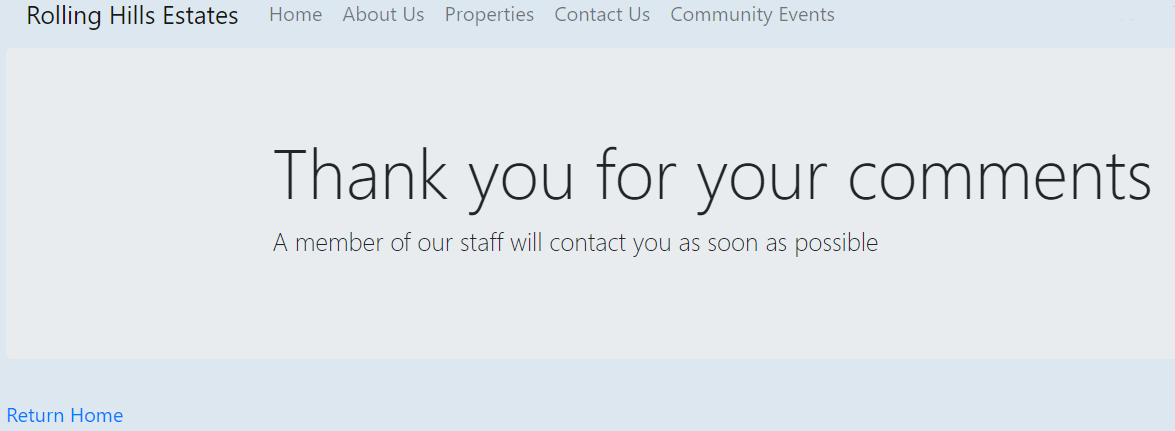 Rolling Hills Estates Home About Us Properties Contact Us Community Events
Thank you for your comments
A member of our staff will contact you as soon as possible
Return Home